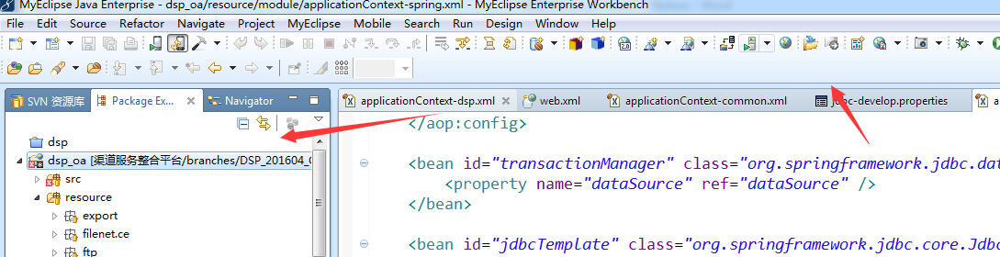 MyEclipse Java Enterprise - dsp_oa/resource/module/applicationContext-spring.xml - MyEclipse Enterprise Workbench
File Edit Source Refactor Navigate Project MyEclipse Mobile Search Run Design Window Help
2.0
SVN 资源库 Package Ex... Navigator
applicationContext-dsp.xml web.xml applicationContext-common.xml jdbc-develop.properties
</aop:config>
dsp
dsp_oa [渠道服务整合平台/branches/DSP_201604_
<bean id="transactionManager" class="org.springframework.jdbc.dat
src
<property name="dataSource" ref="dataSource" />
resource
</bean>
export
filenet.ce
<bean id="jdbcTemplate" class="org.springframework.jdbc.core.Jdb
ftp